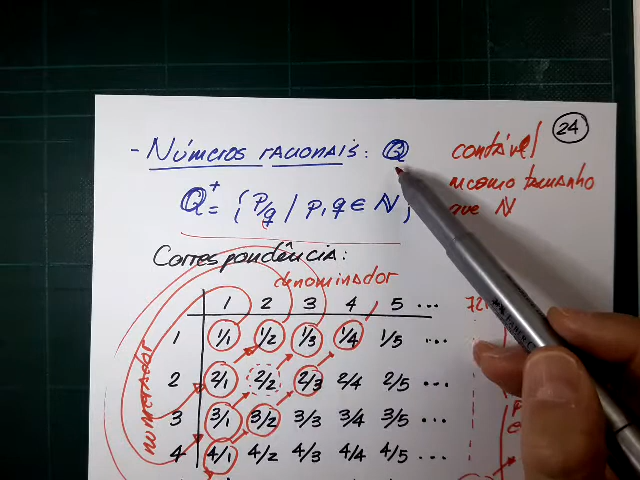 24
- Números racionais: Q
contável
mesmo tamanho
que N
Q⁺ = { p/q / p, q ∈ N }
Correspondência:
denominador
1 2 3 4 5 ...
numerador
1 1/1 1/2 1/3 1/4 1/5 ...
2 2/1 2/2 2/3 2/4 2/5 ...
3 3/1 3/2 3/3 3/4 3/5 ...
4 4/1 4/2 4/3 4/4 4/5 ...